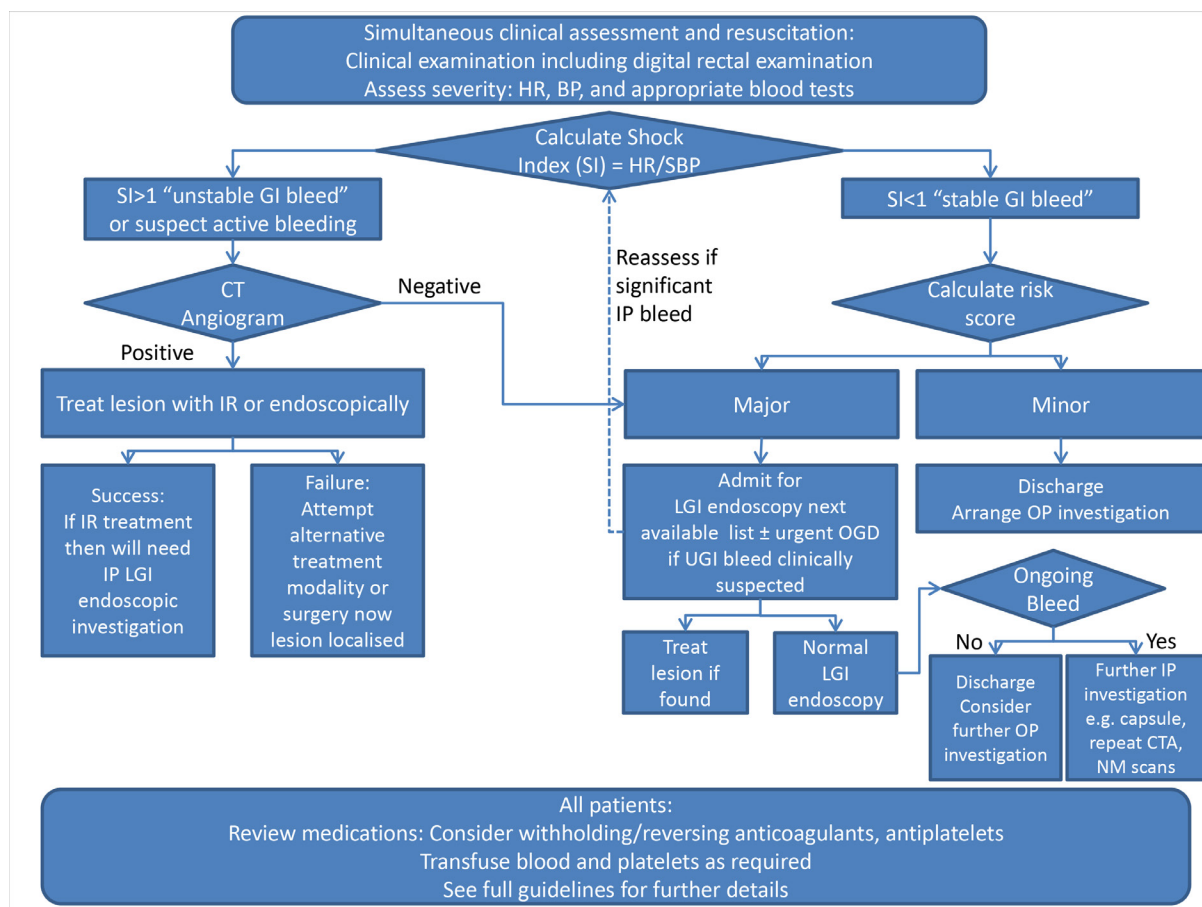 Simultaneous clinical assessment and resuscitation:
Clinical examination including digital rectal examination
Assess severity: HR, BP, and appropriate blood tests
Calculate Shock
Index (SI) = HR/SBP
SI>1 “unstable GI bleed”
or suspect active bleeding
SI<1 “stable GI bleed”
Reassess if
significant
IP bleed
CT
Angiogram
Negative
Positive
Calculate risk
score
Treat lesion with IR or endoscopically
Major
Minor
Success:
If IR treatment
then will need
IP LGI
endoscopic
investigation
Failure:
Attempt
alternative
treatment
modality or
surgery now
lesion localised
Admit for
LGI endoscopy next
available list ± urgent OGD
if UGI bleed clinically
suspected
Discharge
Arrange OP investigation
Treat
lesion if
found
Normal
LGI
endoscopy
Ongoing
Bleed
No
Yes
Discharge
Consider
further OP
investigation
Further IP
investigation
e.g. capsule,
repeat CTA,
NM scans
All patients:
Review medications: Consider withholding/reversing anticoagulants, antiplatelets
Transfuse blood and platelets as required
See full guidelines for further details